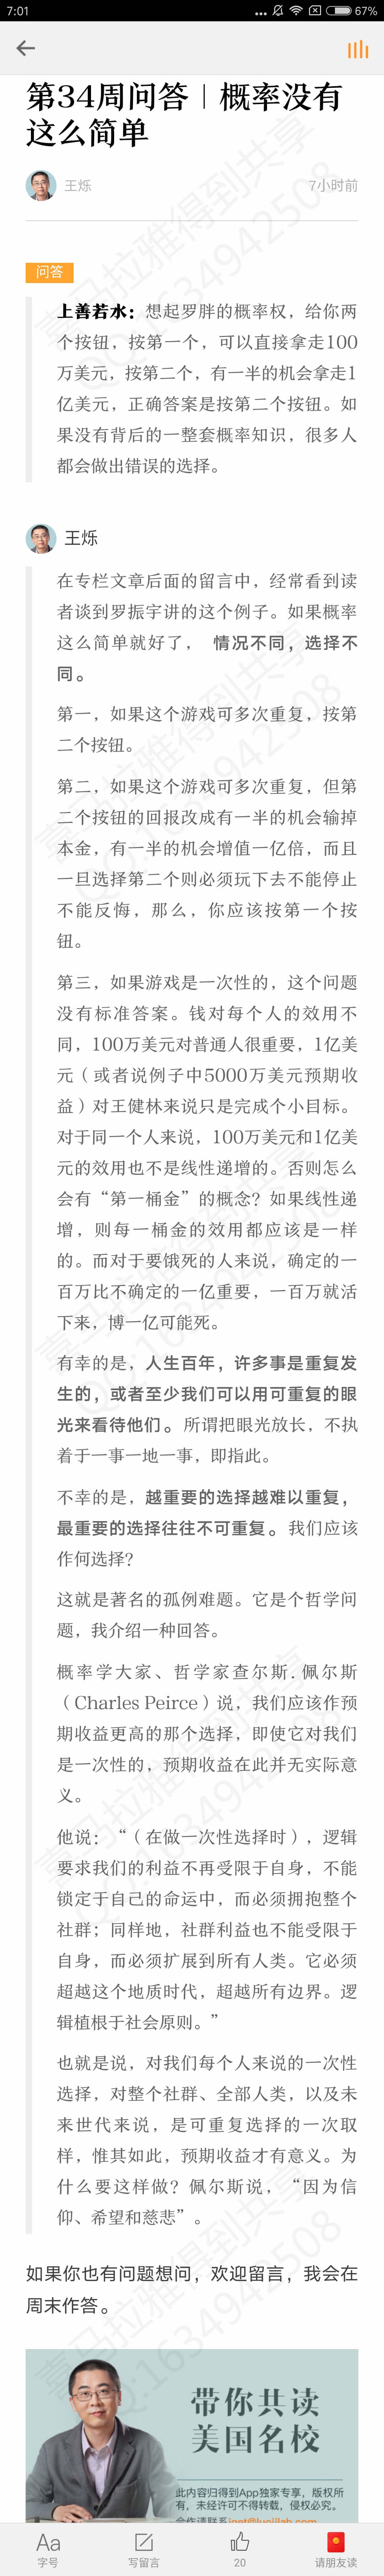 7:01
67%
第34周问答︱概率没有
这么简单
王烁
7小时前
问答
上善若水：想起罗胖的概率权，给你两
个按钮，按第一个，可以直接拿走100
万美元，按第二个，有一半的机会拿走1
亿美元，正确答案是按第二个按钮。如
果没有背后的一整套概率知识，很多人
都会做出错误的选择。
王烁
在专栏文章后面的留言中，经常看到读
者谈到罗振宇讲的这个例子。如果概率
这么简单就好了， 情况不同，选择不
同。
第一，如果这个游戏可多次重复，按第
二个按钮。
第二，如果这个游戏可多次重复，但第
二个按钮的回报改成有一半的机会输掉
本金，有一半的机会增值一亿倍，而且
一旦选择第二个则必须玩下去不能停止
不能反悔，那么，你应该按第一个按
钮。
第三，如果游戏是一次性的，这个问题
没有标准答案。钱对每个人的效用不
同，100万美元对普通人很重要，1亿美
元（或者说例子中5000万美元预期收
益）对王健林来说只是完成个小目标。
对于同一个人来说，100万美元和1亿美
元的效用也不是线性递增的。否则怎么
会有“第一桶金”的概念？如果线性递
增，则每一桶金的效用都应该是一样
的。而对于要饿死的人来说，确定的一
百万比不确定的一亿重要，一百万就活
下来，博一亿可能死。
有幸的是，人生百年，许多事是重复发
生的，或者至少我们可以用可重复的眼
光来看待他们。所谓把眼光放长，不执
着于一事一地一事，即指此。
不幸的是，越重要的选择越难以重复，
最重要的选择往往不可重复。我们应该
作何选择？
这就是著名的孤例难题。它是个哲学问
题，我介绍一种回答。
概率学大家、哲学家查尔斯.佩尔斯
（Charles Peirce）说，我们应该作预
期收益更高的那个选择，即使它对我们
是一次性的，预期收益在此并无实际意
义。
他说：“（在做一次性选择时），逻辑
要求我们的利益不再受限于自身，不能
锁定于自己的命运中，而必须拥抱整个
社群；同样地，社群利益也不能受限于
自身，而必须扩展到所有人类。它必须
超越这个地质时代，超越所有边界。逻
辑植根于社会原则。”
也就是说，对我们每个人来说的一次性
选择，对整个社群、全部人类，以及未
来世代来说，是可重复选择的一次取
样，惟其如此，预期收益才有意义。为
什么要这样做？佩尔斯说，“因为信
仰、希望和慈悲”。
如果你也有问题想问，欢迎留言，我会在
周末作答。
带你共读
美国名校
此内容归得到App独家专享，版权所
有，未经许可不得转载，侵权必究。
Aa
字号
写留言
20
请朋友读
喜马拉雅得到共享
QQ:1634942508